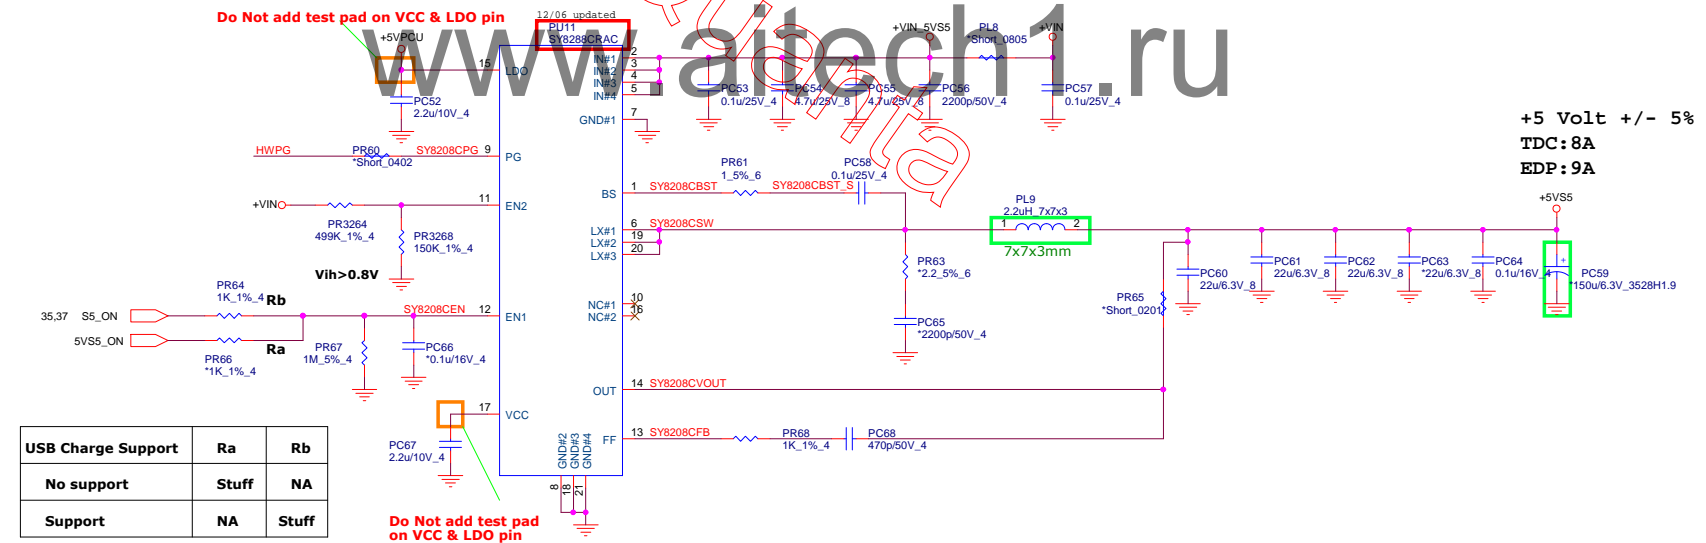 Do Not add test pad on VCC & LDO pin
12/06 updated
PU11
SY8288CRAC
www.aitech1.ru
Quanta
+5VPCU
15
LDO
PC52
2.2u/10V_4
HWPG
PR60
*Short_0402
SY8208CPG
9
PG
+VIN
PR3264
499K_1%_4
11
EN2
PR3268
150K_1%_4
Vih>0.8V
PR64
1K_1%_4
Rb
35,37
S5_ON
5VS5_ON
Ra
PR66
*1K_1%_4
PR67
1M_5%_4
SY8208CEN
12
EN1
PC66
*0.1u/16V_4
17
VCC
PC67
2.2u/10V_4
IN#1
IN#2
IN#3
IN#4
2
3
4
5
GND#1
7
BS
1
SY8208CBST
PR61
1_5%_6
SY8208CBST_S
PC58
0.1u/25V_4
LX#1
LX#2
LX#3
6
19
20
SY8208CSW
NC#1
NC#2
10
16
OUT
14
SY8208CVOUT
FF
13
SY8208CFB
PR68
1K_1%_4
PC68
470p/50V_4
GND#2
GND#3
GND#4
8
18
21
PC53
0.1u/25V_4
PC54
4.7u/25V_8
PC55
4.7u/25V_8
+VIN_5VS5
PC56
2200p/50V_4
PL8
*Short_0805
+VIN
PC57
0.1u/25V_4
PL9
2.2uH_7x7x3
1
2
7x7x3mm
PR63
*2.2_5%_6
PC65
*2200p/50V_4
PR65
*Short_0201
PC60
22u/6.3V_8
PC61
22u/6.3V_8
PC62
22u/6.3V_8
PC63
*22u/6.3V_8
PC64
0.1u/16V_4
+
PC59
*150u/6.3V_3528H1.9
+5 Volt +/- 5%
TDC:8A
EDP:9A
+5VS5
USB Charge Support Ra Rb
No support Stuff NA
Support NA Stuff
Do Not add test pad
on VCC & LDO pin